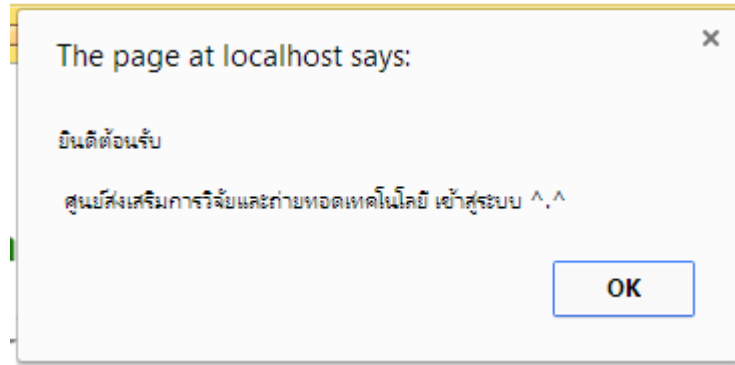 The page at localhost says:
ยินดีต้อนรับ
ศูนย์ส่งเสริมการวิจัยและถ่ายทอดเทคโนโลยี เข้าสู่ระบบ ^.^
OK